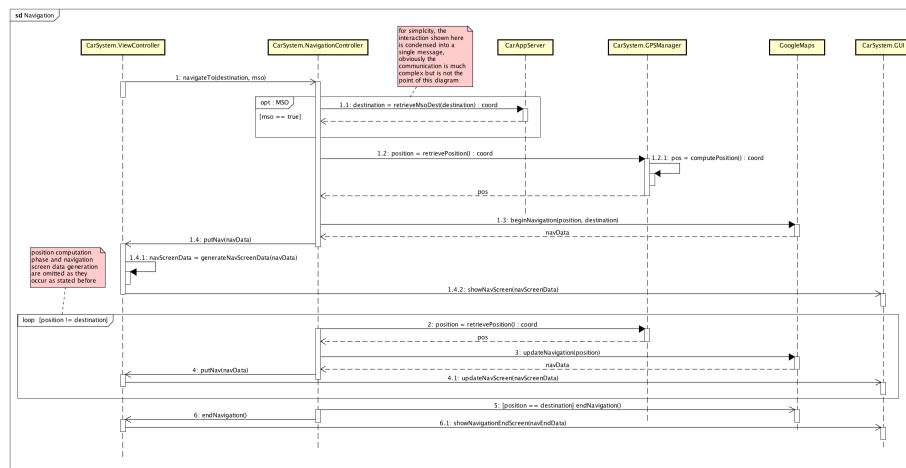 sd Navigation
CarSystem.ViewController
CarSystem.NavigationController
for simplcity, the
interaction shown here
is condensed into a
single message,
obviously the
communication is much
complex but is not the
point of this diagram
CarAppServer
CarSystem.GPSManager
GoogleMaps
CarSystem.GUI
1: navigateTo(destination, mso)
opt : MSO
[mso == true]
1.1: destination = retrieveMsoDest(destination) : coord
1.2: position = retrievePosition() : coord
1.2.1: pos = computePosition() : coord
pos
1.3: beginNavigation(position, destination)
navData
1.4: putNav(navData)
position computation
phase and navigation
screen data generation
are omitted as they
occur as stated before
1.4.1: navScreenData = generateNavScreenData(navData)
1.4.2: showNavScreen(navScreenData)
loop [position != destination]
2: position = retrievePosition() : coord
pos
3: updateNavigation(position)
navData
4: putNav(navData)
4.1: updateNavScreen(navScreenData)
5: [position == destination] endNavigation()
6: endNavigation()
6.1: showNavigationEndScreen(navEndData)